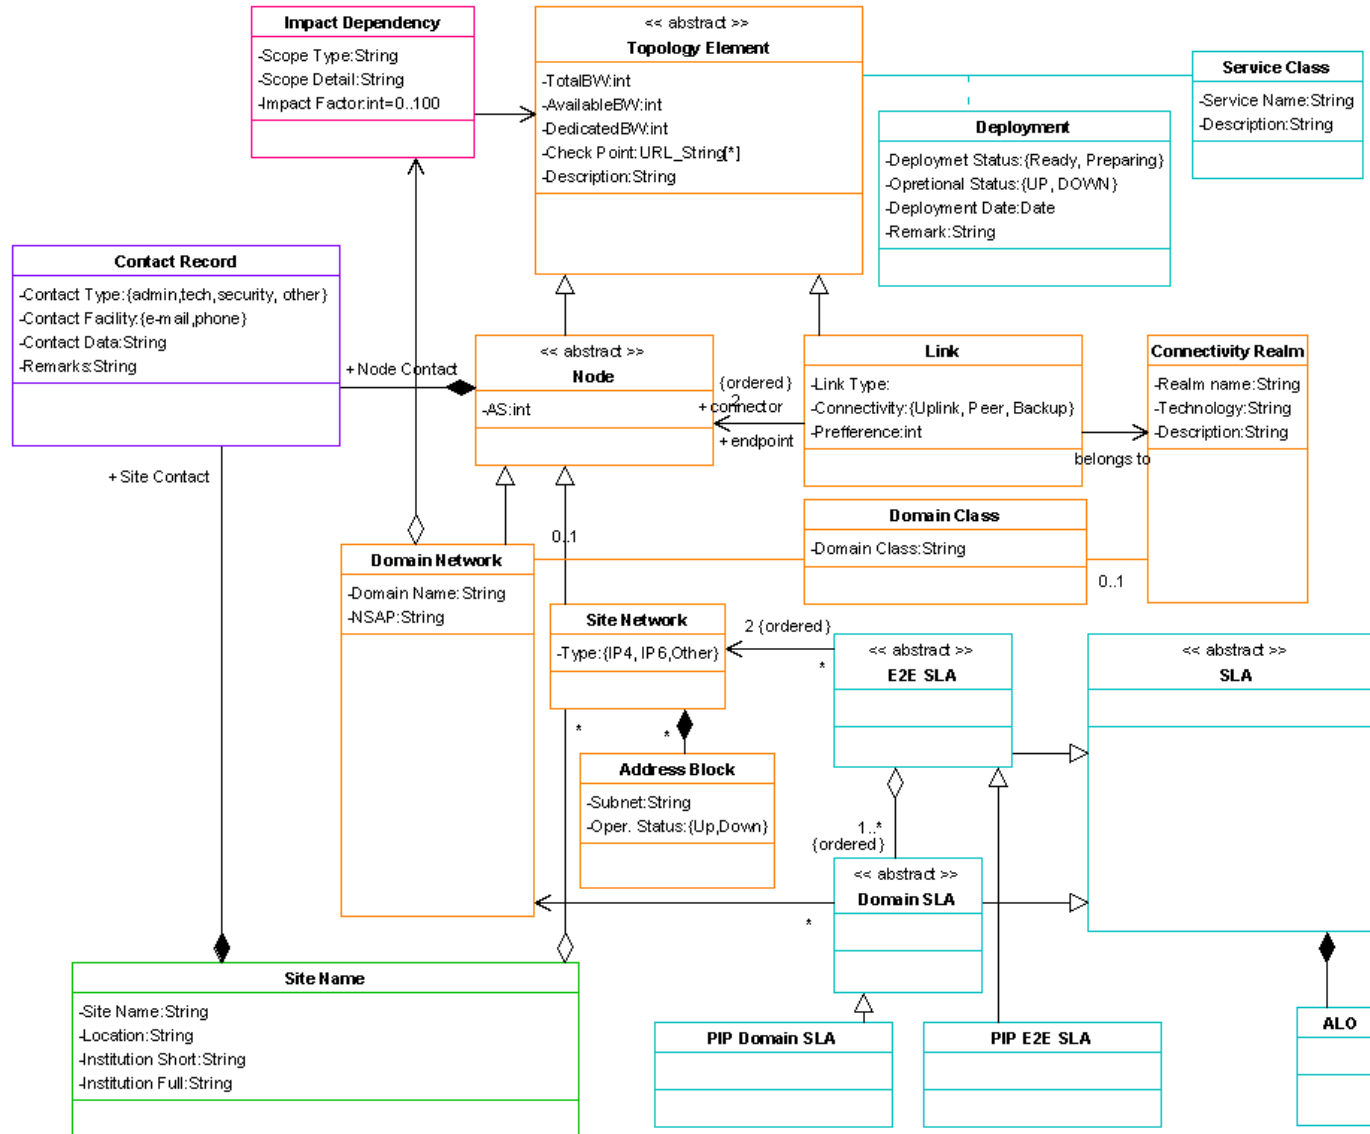 Impact Dependency
-Scope Type:String
-Scope Detail:String
-Impact Factor:int=0..100
<< abstract >>
Topology Element
-TotalBW:int
-AvailableBW:int
-DedicatedBW:int
-Check Point:URL_String[*]
-Description:String
Service Class
-Service Name:String
-Description:String
Deployment
-Deploymet Status:{Ready, Preparing}
-Opretional Status:{UP, DOWN}
-Deployment Date:Date
-Remark:String
Contact Record
-Contact Type:{admin,tech,security, other}
-Contact Facility:{e-mail,phone}
-Contact Data:String
-Remarks:String
+ Node Contact
+ Site Contact
<< abstract >>
Node
-AS:int
{ordered}
2
+ connector
+ endpoint
Link
-Link Type:
-Connectivity:{Uplink, Peer, Backup}
-Prefference:int
belongs to
Connectivity Realm
-Realm name:String
-Technology:String
-Description:String
Domain Class
-Domain Class:String
0..1
0..1
Domain Network
-Domain Name:String
-NSAP:String
Site Network
-Type:{IP4, IP6,Other}
2 {ordered}
*
<< abstract >>
E2E SLA
<< abstract >>
SLA
*
*
Address Block
-Subnet:String
-Oper. Status:{Up,Down}
1..*
{ordered}
<< abstract >>
Domain SLA
*
Site Name
-Site Name:String
-Location:String
-Institution Short:String
-Institution Full:String
PIP Domain SLA
PIP E2E SLA
ALO